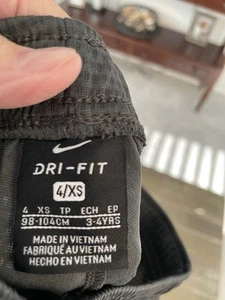 DRI-FIT
4/XS
4 XS TP ECH EP
98-104CM 3-4YRS
MADE IN VIETNAM
FABRIQUÉ AU VIETNAM
HECHO EN VIETNAM